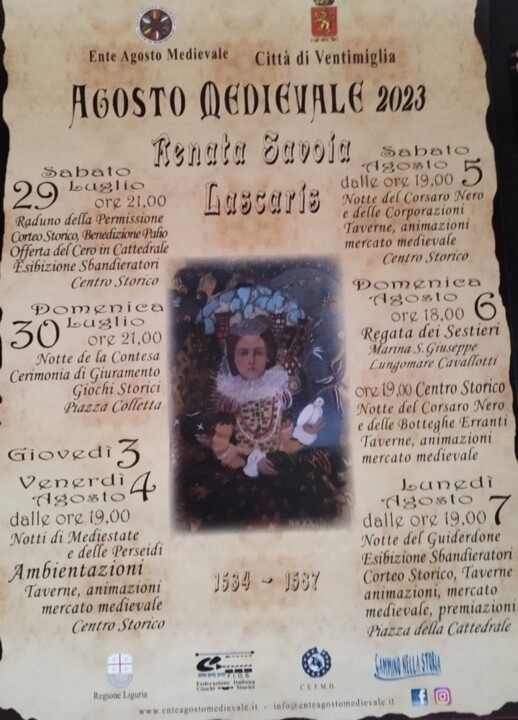 Ente Agosto Medievale
Città di Ventimiglia
AGOSTO MEDIEVALE 2023
Renata Savoia
Lascaris
Sabato
29 Luglio
ore 21,00
Raduno della Permissione
Corteo Storico, Benedizione Palio
Offerta del Cero in Cattedrale
Esibizione Sbandieratori
Centro Storico
Domenica
30 Luglio
ore 21,00
Notte de la Contesa
Cerimonia di Giuramento
Giochi Storici
Piazza Colletta
Giovedì 3
Venerdì 4
Agosto
dalle ore 19,00
Notti di Mediestate
e delle Perseidi
Ambientazioni
Taverne, animazioni
mercato medievale
Centro Storico
Sabato
Agosto 5
dalle ore 19,00
Notte del Corsaro Nero
e delle Corporazioni
Taverne, animazioni
mercato medievale
Centro Storico
Domenica
Agosto 6
ore 18,00
Regata dei Sestieri
Marina S. Giuseppe
Lungomare Cavallotti
ore 19,00 Centro Storico
Notte del Corsaro Nero
e delle Botteghe Erranti
Taverne, animazioni
mercato medievale
Lunedì
Agosto 7
dalle ore 19,00
Notte del Guiderdone
Esibizione Sbandieratori
Corteo Storico, Taverne
animazioni, mercato
medievale, premiazioni
Piazza della Cattedrale
1534 - 1587
Regione Liguria
F.I.G.S.
Federazione Italiana
Giochi Storici
C.E.F.M.H.
CAMMINO NELLA STORIA
www.enteagostomedievale.it - info@enteagostomedievale.it